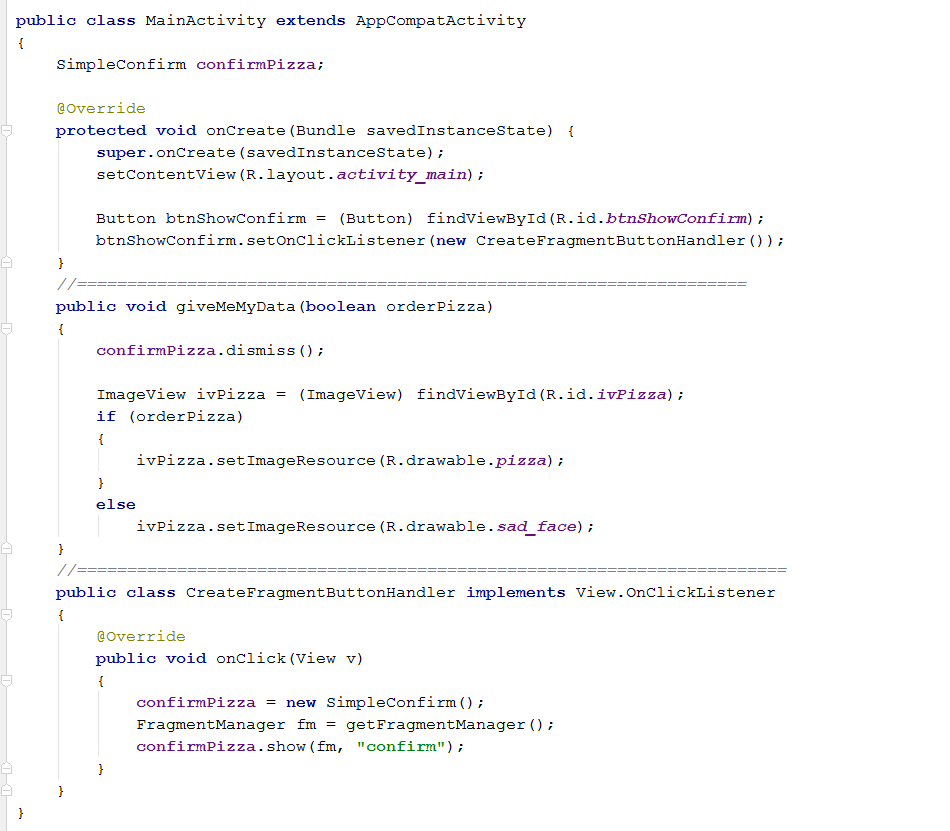 public class MainActivity extends AppCompatActivity
{
    SimpleConfirm confirmPizza;

    @Override
    protected void onCreate(Bundle savedInstanceState) {
        super.onCreate(savedInstanceState);
        setContentView(R.layout.activity_main);

        Button btnShowConfirm = (Button) findViewById(R.id.btnShowConfirm);
        btnShowConfirm.setOnClickListener(new CreateFragmentButtonHandler());
    }
    //===================================================================
    public void giveMeMyData(boolean orderPizza)
    {
        confirmPizza.dismiss();

        ImageView ivPizza = (ImageView) findViewById(R.id.ivPizza);
        if (orderPizza)
        {
            ivPizza.setImageResource(R.drawable.pizza);
        }
        else
            ivPizza.setImageResource(R.drawable.sad_face);
    }
    //=======================================================================
    public class CreateFragmentButtonHandler implements View.OnClickListener
    {
        @Override
        public void onClick(View v)
        {
            confirmPizza = new SimpleConfirm();
            FragmentManager fm = getFragmentManager();
            confirmPizza.show(fm, "confirm");
        }
    }
}